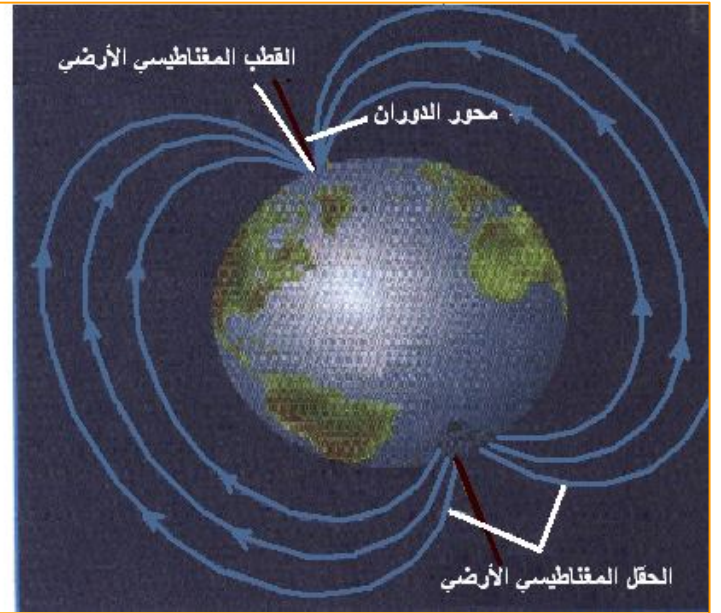 القطب المغناطيسي الأرضي
محور الدوران
الحقل المغناطيسي الأرضي